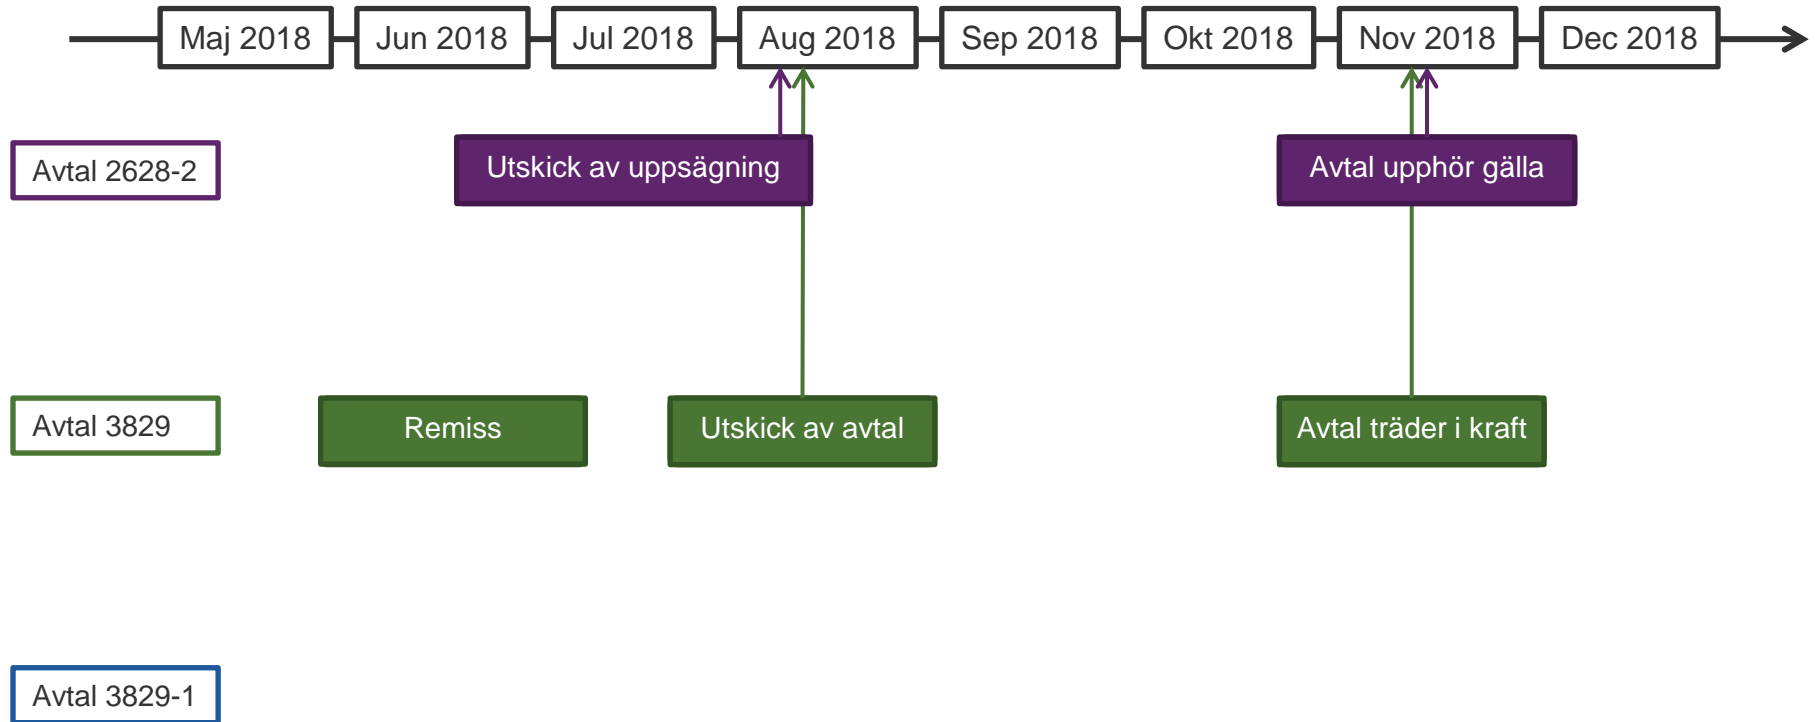 Maj 2018
Jun 2018
Jul 2018
Aug 2018
Sep 2018
Okt 2018
Nov 2018
Dec 2018
Avtal 2628-2
Utskick av uppsägning
Avtal upphör gälla
Avtal 3829
Remiss
Utskick av avtal
Avtal träder i kraft
Avtal 3829-1